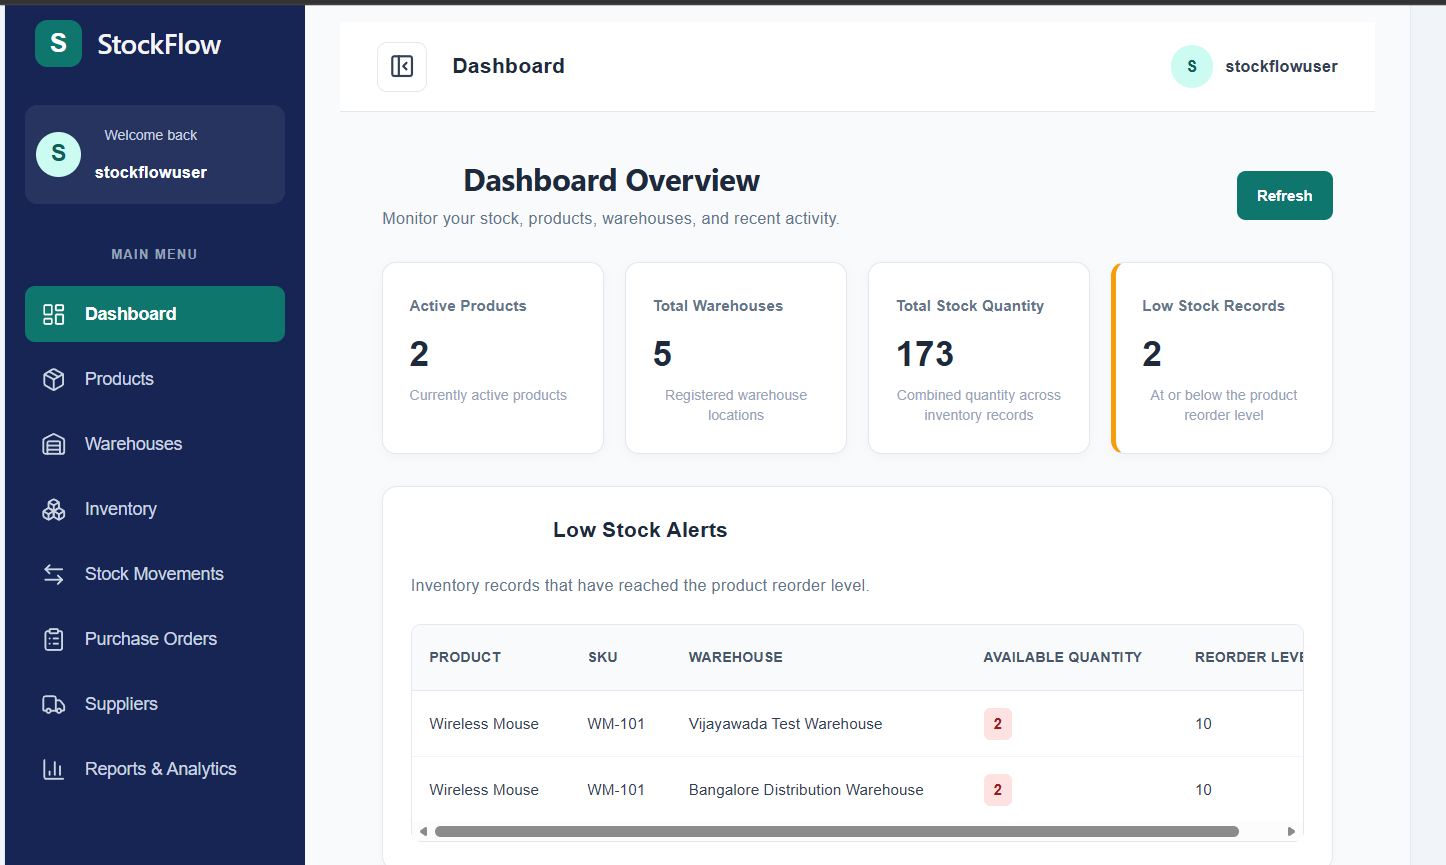 S StockFlow
S
Welcome back
stockflowuser
MAIN MENU
Dashboard
Products
Warehouses
Inventory
Stock Movements
Purchase Orders
Suppliers
Reports & Analytics
Dashboard
S stockflowuser
Dashboard Overview
Monitor your stock, products, warehouses, and recent activity.
Refresh
Active Products
2
Currently active products
Total Warehouses
5
Registered warehouse
locations
Total Stock Quantity
173
Combined quantity across
inventory records
Low Stock Records
2
At or below the product
reorder level
Low Stock Alerts
Inventory records that have reached the product reorder level.
PRODUCT SKU WAREHOUSE AVAILABLE QUANTITY REORDER LEVE
Wireless Mouse WM-101 Vijayawada Test Warehouse 2 10
Wireless Mouse WM-101 Bangalore Distribution Warehouse 2 10